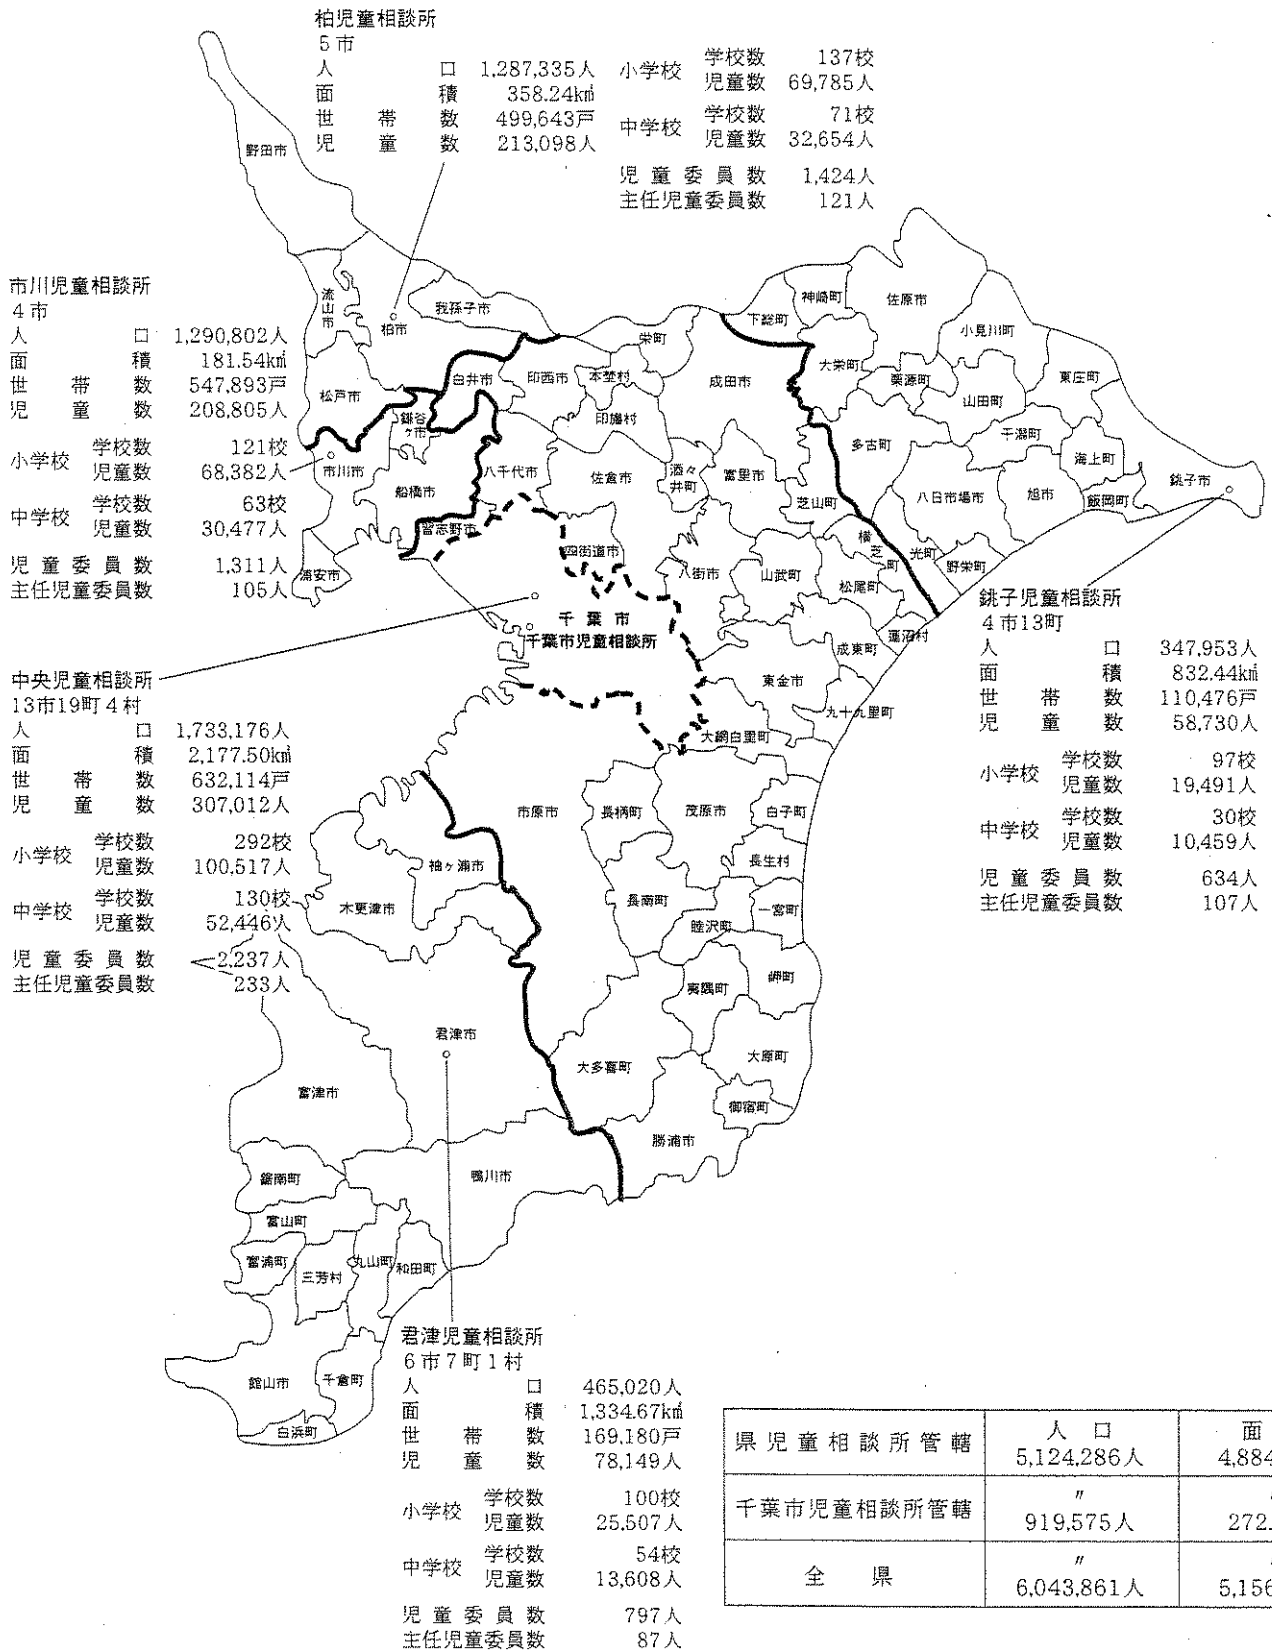 柏児童相談所
5市
人口 1,287,335人
面積 358.24km²
世帯数 499,643戸
児童数 213,098人
小学校 学校数 137校
児童数 69,785人
中学校 学校数 71校
児童数 32,654人
児童委員数 1,424人
主任児童委員数 121人
市川児童相談所
4市
人口 1,290,802人
面積 181.54km²
世帯数 547,893戸
児童数 208,805人
小学校 学校数 121校
児童数 68,382人
中学校 学校数 63校
児童数 30,477人
児童委員数 1,311人
主任児童委員数 105人
中央児童相談所
13市19町4村
人口 1,733,176人
面積 2,177.50km²
世帯数 632,114戸
児童数 307,012人
小学校 学校数 292校
児童数 100,517人
中学校 学校数 130校
児童数 52,446人
児童委員数 2,237人
主任児童委員数 233人
銚子児童相談所
4市13町
人口 347,953人
面積 832.44km²
世帯数 110,476戸
児童数 58,730人
小学校 学校数 97校
児童数 19,491人
中学校 学校数 30校
児童数 10,459人
児童委員数 634人
主任児童委員数 107人
君津児童相談所
6市7町1村
人口 465,020人
面積 1,334.67km²
世帯数 169,180戸
児童数 78,149人
小学校 学校数 100校
児童数 25,507人
中学校 学校数 54校
児童数 13,608人
児童委員数 797人
主任児童委員数 87人
野田市
流山市
柏市
我孫子市
松戸市
鎌谷ヶ市
白井市
印西市
本埜村
栄町
印旛村
成田市
下総町
神崎町
佐原市
大栄町
小見川町
栗源町
山田町
東庄町
多古町
干潟町
海上町
銚子市
八日市場市
旭市
飯岡町
光町
野栄町
市川市
船橋市
八千代市
習志野市
浦安市
佐倉市
酒々井町
富里市
芝山町
横芝町
四街道市
八街市
山武町
松尾町
蓮沼村
成東町
千葉市
千葉市児童相談所
東金市
九十九里町
大網白里町
市原市
長柄町
茂原市
白子町
長生村
長南町
睦沢町
一宮町
袖ヶ浦市
木更津市
夷隅町
岬町
君津市
大多喜町
大原町
御宿町
勝浦市
富津市
鴨川市
鋸南町
富山町
富浦町
三芳村
丸山町
和田町
館山市
千倉町
白浜町
県児童相談所管轄 人口 面
5,124,286人 4,884
千葉市児童相談所管轄 〃
919,575人 272.
全県 〃
6,043,861人 5,156